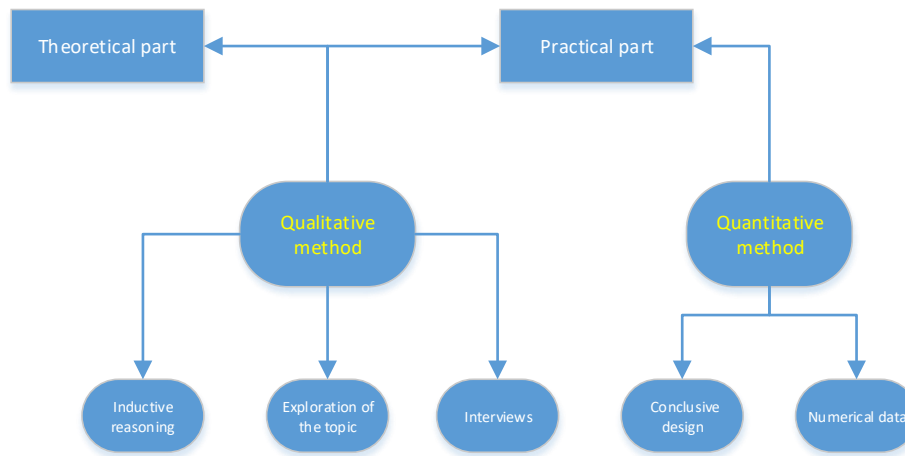 Theoretical part
Practical part
Qualitative
method
Quantitative
method
Inductive
reasoning
Exploration of
the topic
Interviews
Conclusive
design
Numerical data